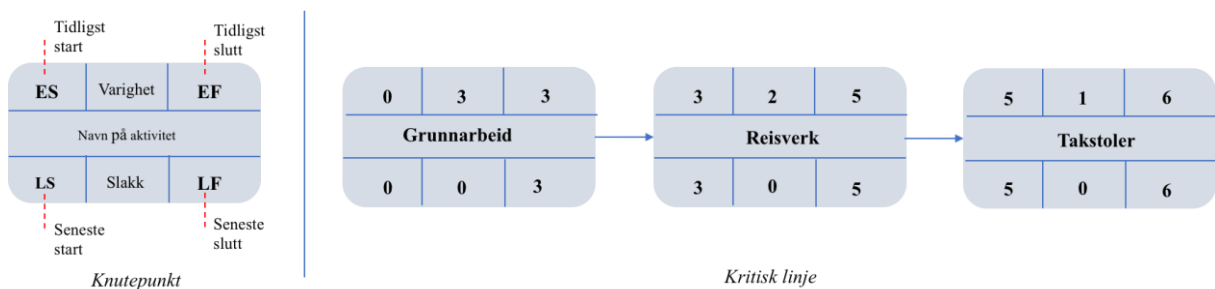 Tidligst
start
Tidligst
slutt
ES Varighet EF
Navn på aktivitet
LS Slakk LF
Seneste
start
Seneste
slutt
Knutepunkt
0 3 3
Grunnarbeid
0 0 3
3 2 5
Reisverk
3 0 5
5 1 6
Takstoler
5 0 6
Kritisk linje